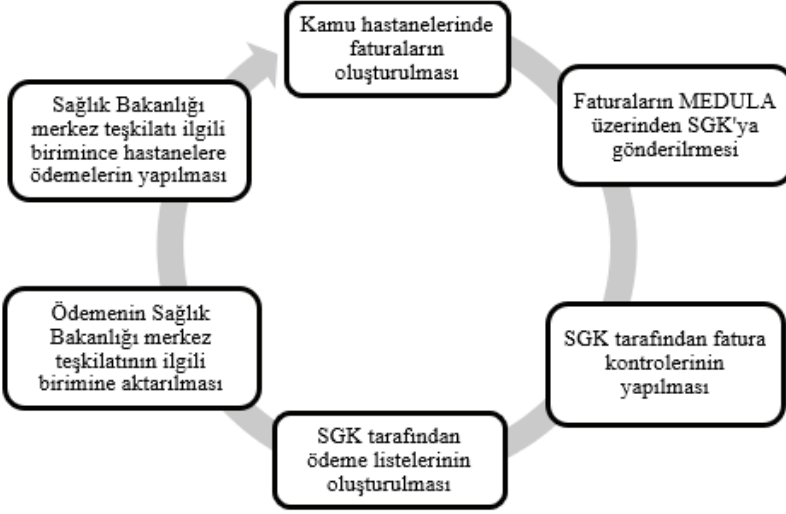 Kamu hastanelerinde
faturaların
oluşturulması
Faturaların MEDULA
üzerinden SGK'ya
gönderilrmesi
SGK tarafından fatura
kontrolerinin
yapılması
SGK tarafından
ödeme listelerinin
oluşturulması
Ödemenin Sağlık
Bakanlığı merkez
teşkilatının ilgili
birimine aktarılması
Sağlık Bakanlığı
merkez teşkilatı ilgili
birimince hastanelere
ödemelerin yapılması